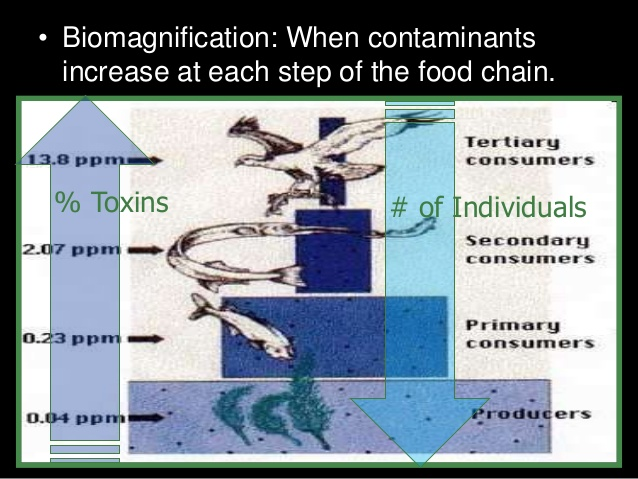 • Biomagnification: When contaminants
increase at each step of the food chain.
13.8 ppm
Tertiary
consumers
% Toxins
# of Individuals
2.07 ppm
Secondary
consumers
0.23 ppm
Primary
consumers
0.04 ppm
Producers